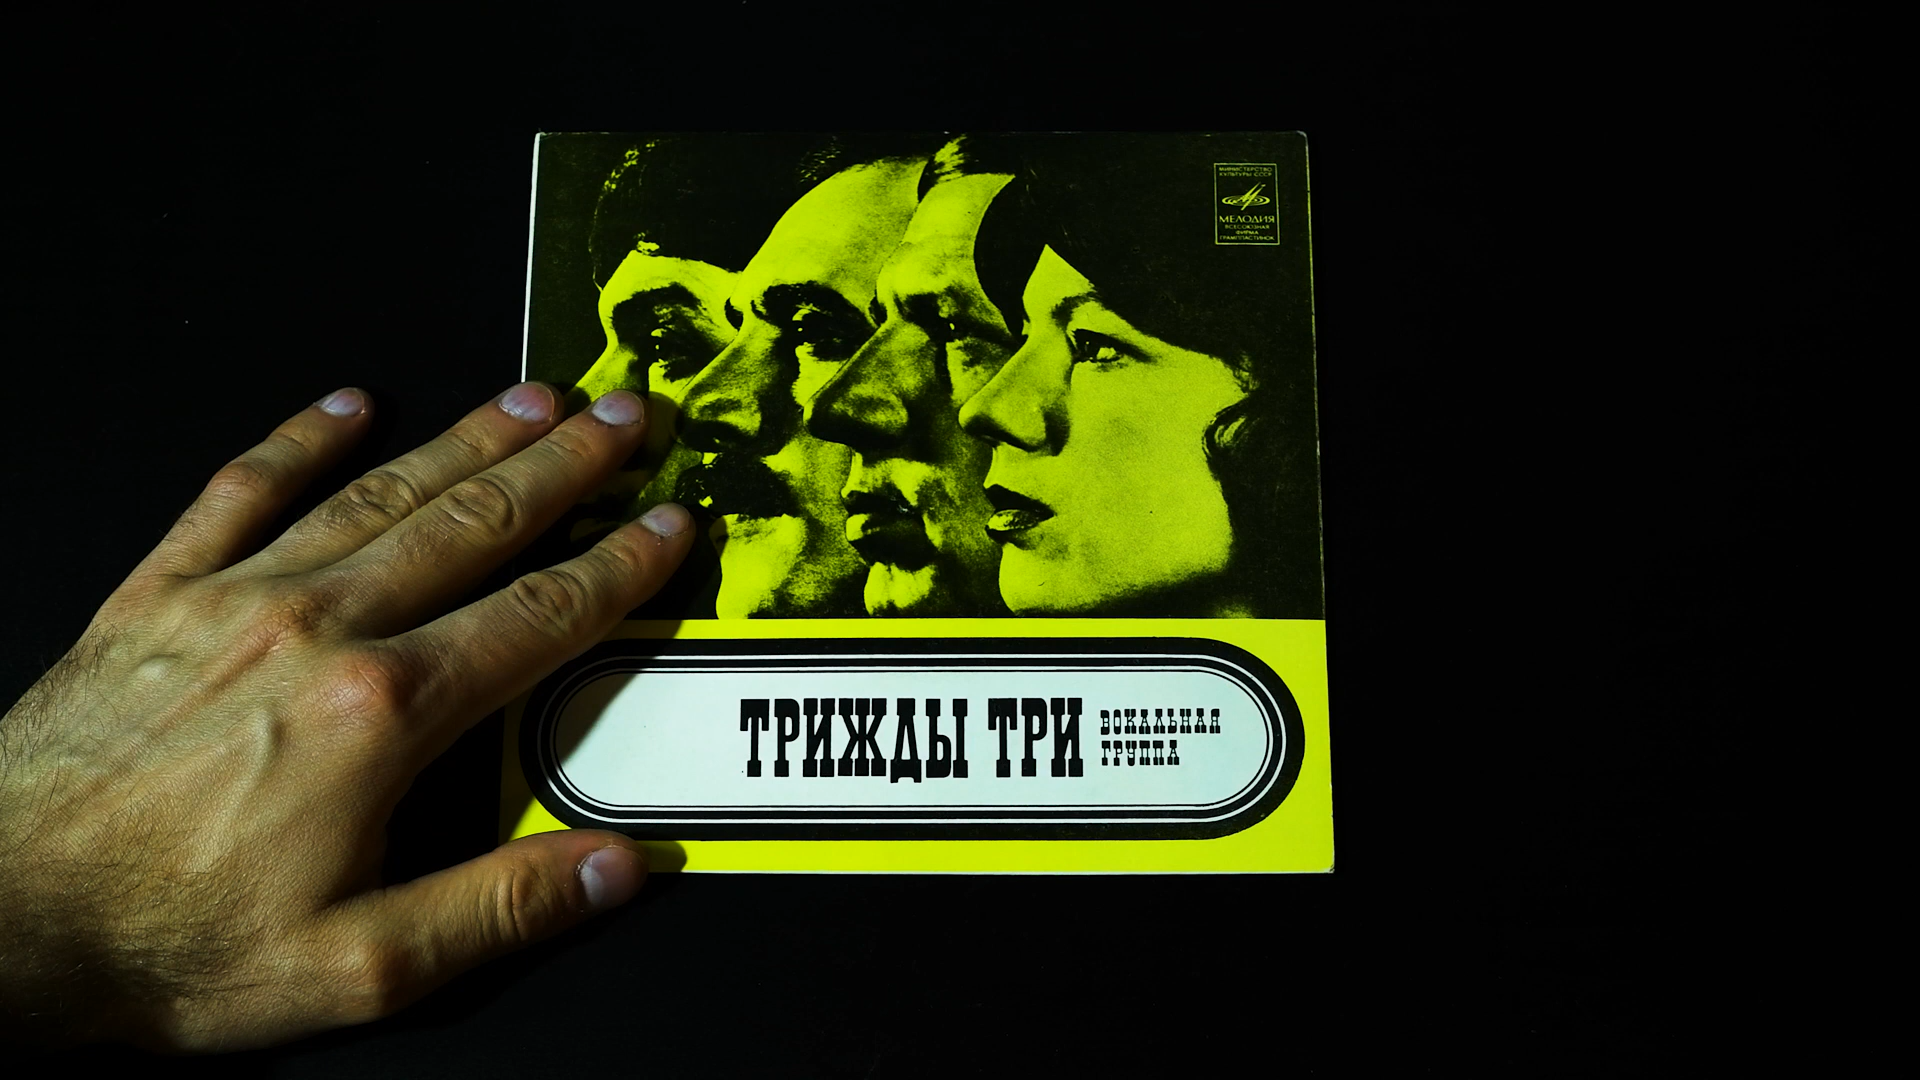 МИНИСТЕРСТВО
КУЛЬТУРЫ СССР
МЕЛОДИЯ
ВСЕСОЮЗНАЯ
ФИРМА
ГРАМПЛАСТИНОК
ТРИЖДЫ ТРИ
ВОКАЛЬНАЯ
ГРУППА